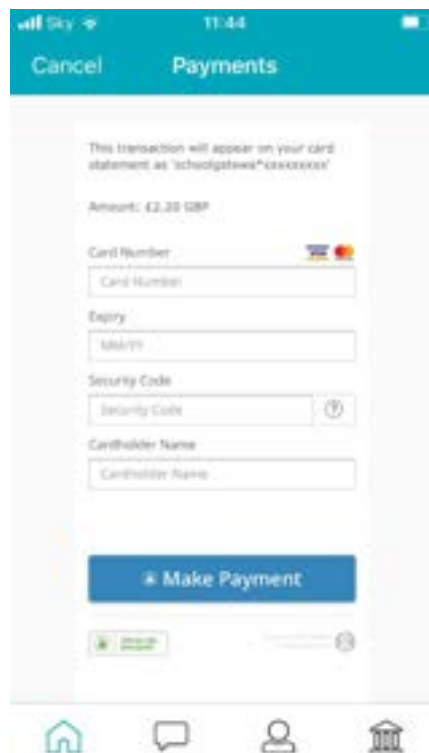 Sky 11:44
Cancel Payments
This transaction will appear on your card
statement as 'schoolgatewa*xxxxxxxxx'
Amount: £2.20 GBP
Card Number
Card Number
Expiry
MM/YY
Security Code
Security Code ?
Cardholder Name
Cardholder Name
Make Payment